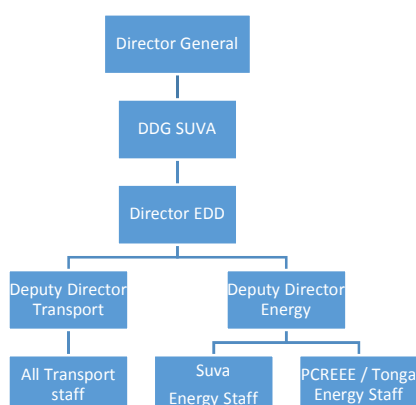 Director General
DDG SUVA
Director EDD
Deputy Director
Transport
Deputy Director
Energy
All Transport
staff
Suva
Energy Staff
PCREEE / Tonga
Energy Staff